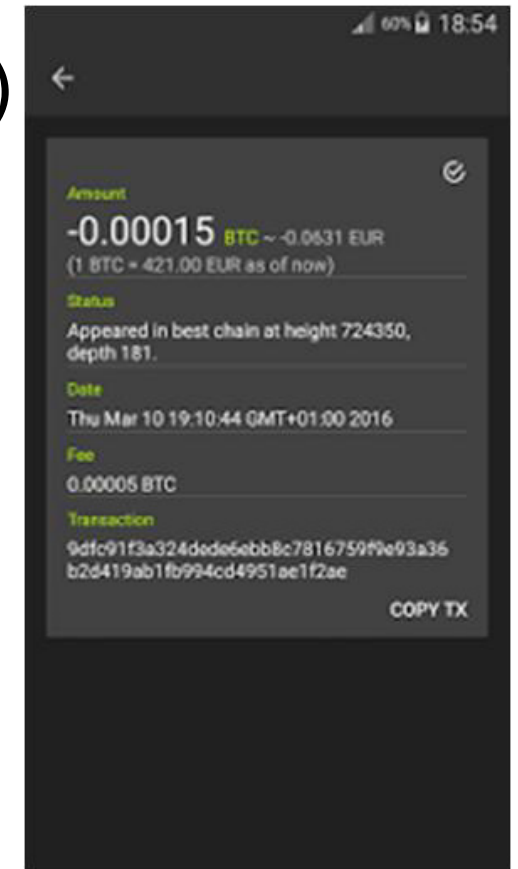 )
60% 18:54
Amount
-0.00015 BTC ~ -0.0631 EUR
(1 BTC = 421.00 EUR as of now)
Status
Appeared in best chain at height 724350,
depth 181.
Date
Thu Mar 10 19:10:44 GMT+01:00 2016
Fee
0.00005 BTC
Transaction
9dfc91f3a324dede6ebb8c7816759f9e93a36
b2d419ab1fb994cd4951ae1f2ae
COPY TX